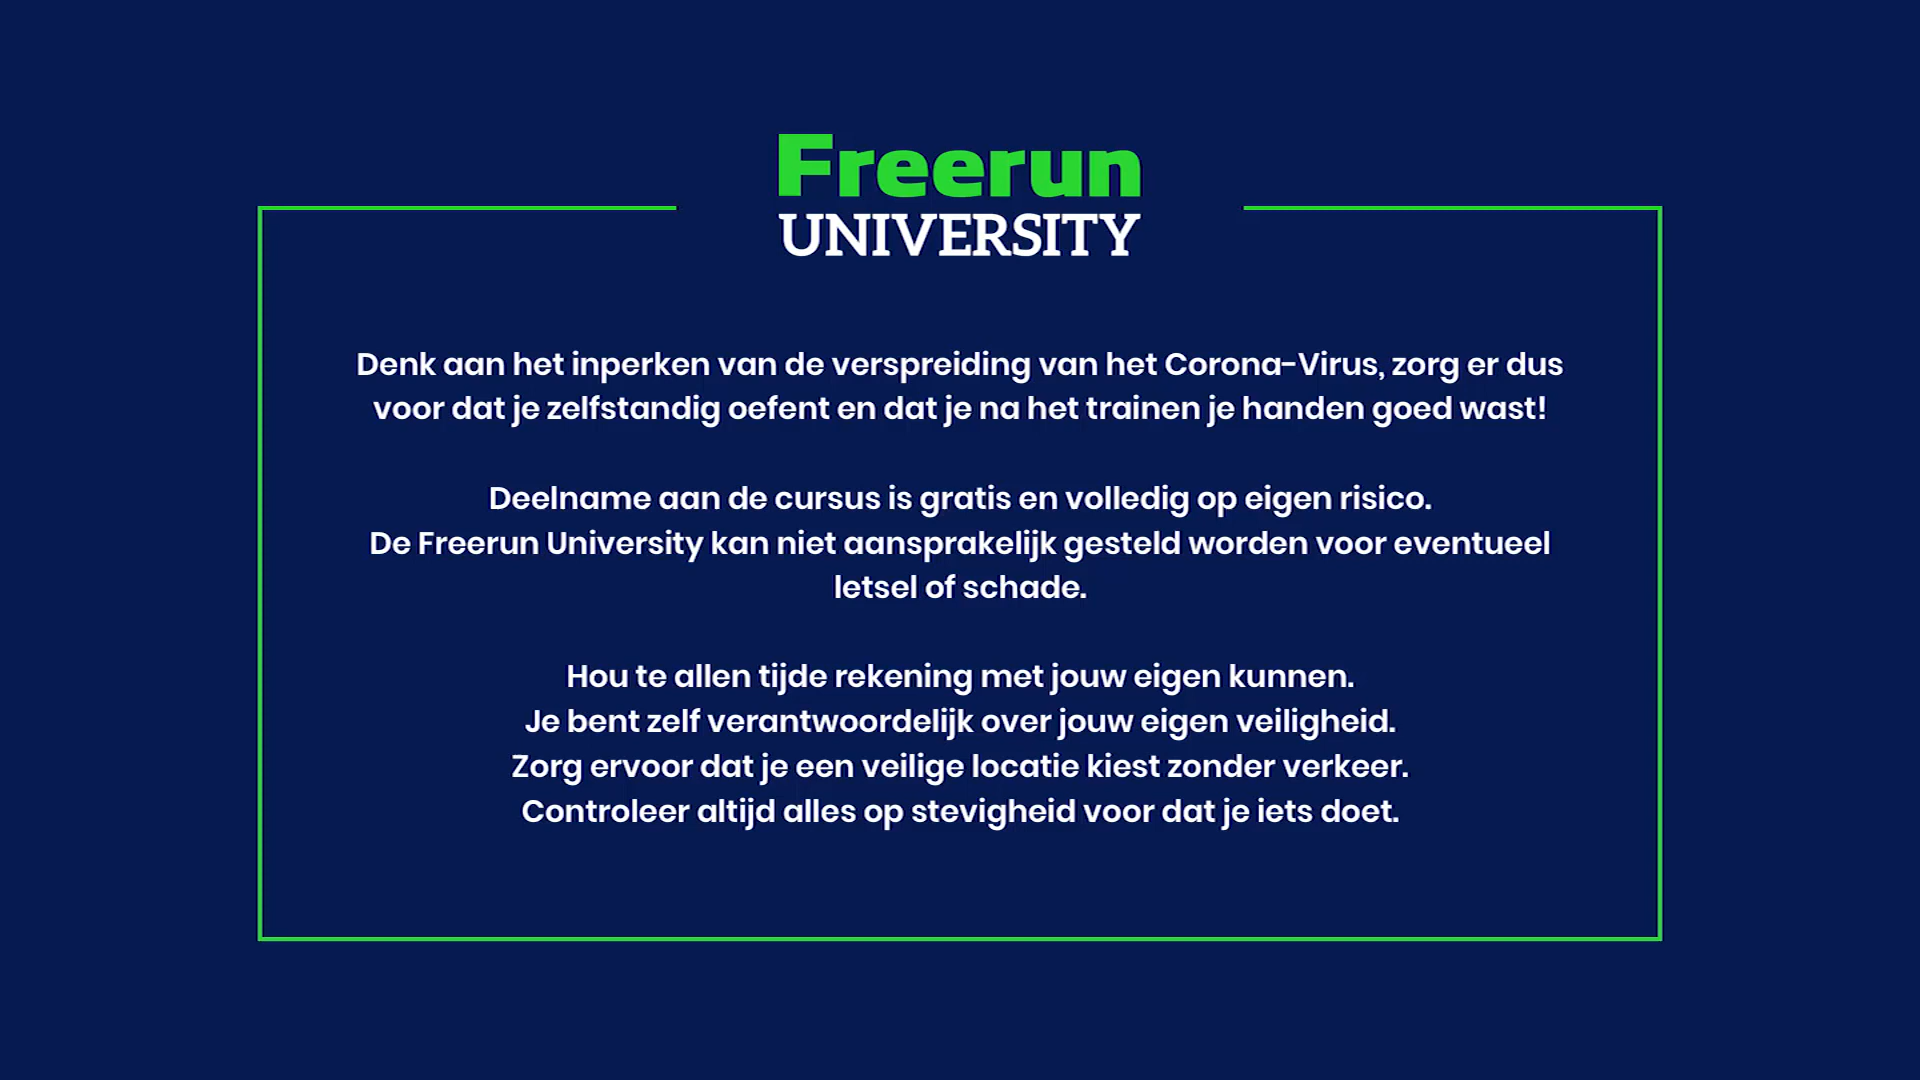 Freerun
UNIVERSITY
Denk aan het inperken van de verspreiding van het Corona-Virus, zorg er dus
voor dat je zelfstandig oefent en dat je na het trainen je handen goed wast!
Deelname aan de cursus is gratis en volledig op eigen risico.
De Freerun University kan niet aansprakelijk gesteld worden voor eventueel
letsel of schade.
Hou te allen tijde rekening met jouw eigen kunnen.
Je bent zelf verantwoordelijk over jouw eigen veiligheid.
Zorg ervoor dat je een veilige locatie kiest zonder verkeer.
Controleer altijd alles op stevigheid voor dat je iets doet.